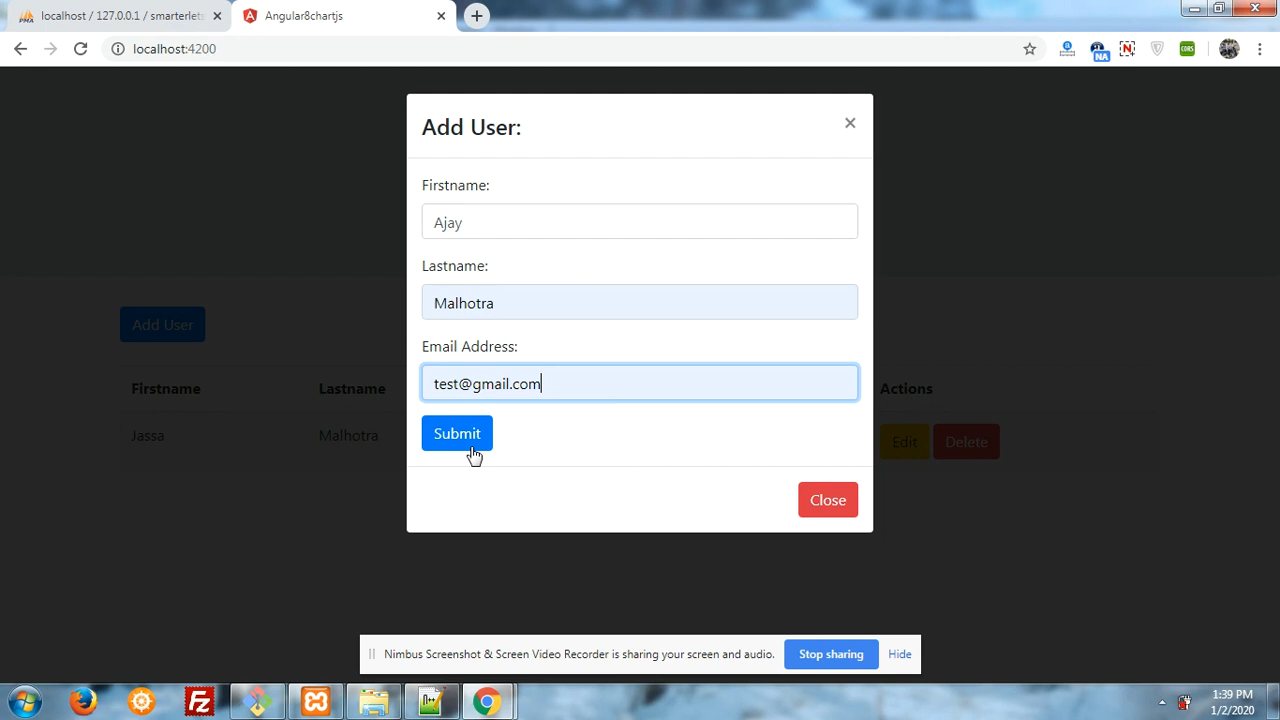 localhost / 127.0.0.1 / smarterlets
Angular8chartjs
localhost:4200
NA
CORS
Add User:
×
Firstname:
Ajay
Lastname:
Malhotra
Email Address:
test@gmail.com
Submit
Close
Add User
Firstname Lastname Actions
Jassa Malhotra Edit Delete
Nimbus Screenshot & Screen Video Recorder is sharing your screen and audio. Stop sharing Hide
1:39 PM
1/2/2020